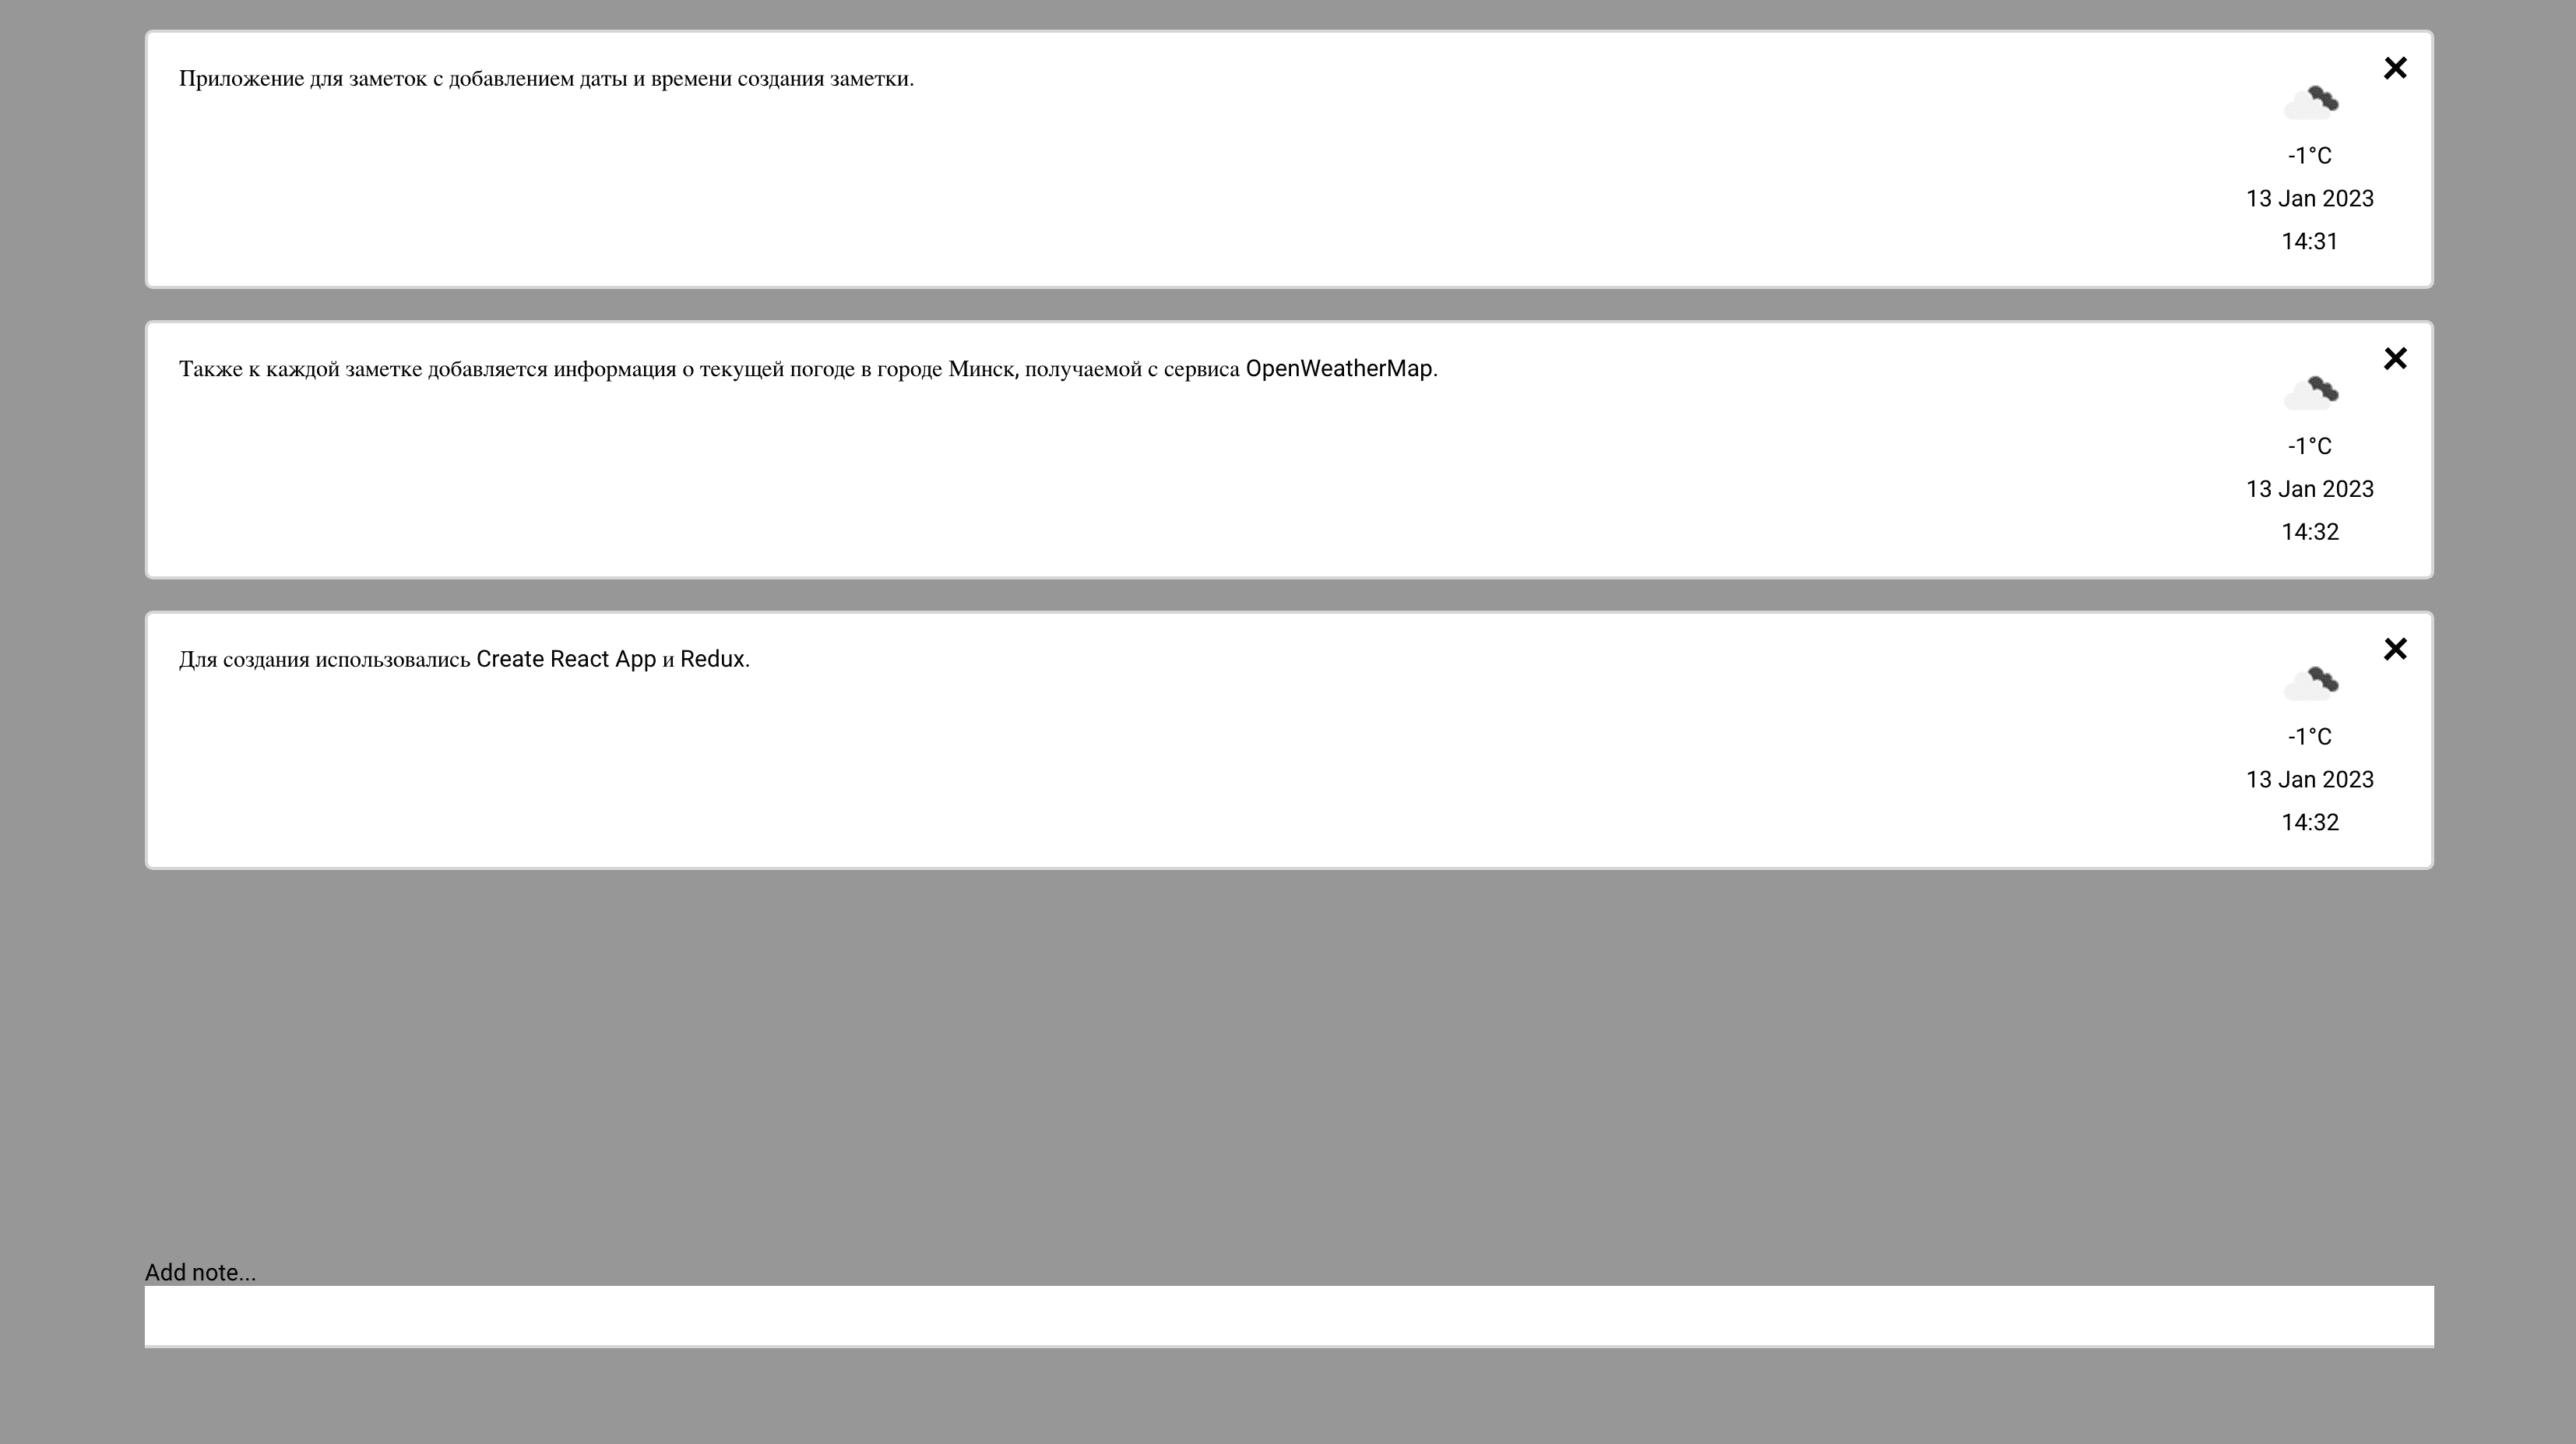 Приложение для заметок с добавлением даты и времени создания заметки.
-1°C
13 Jan 2023
14:31
Также к каждой заметке добавляется информация о текущей погоде в городе Минск, получаемой с сервиса OpenWeatherMap.
-1°C
13 Jan 2023
14:32
Для создания использовались Create React App и Redux.
-1°C
13 Jan 2023
14:32
Add note...